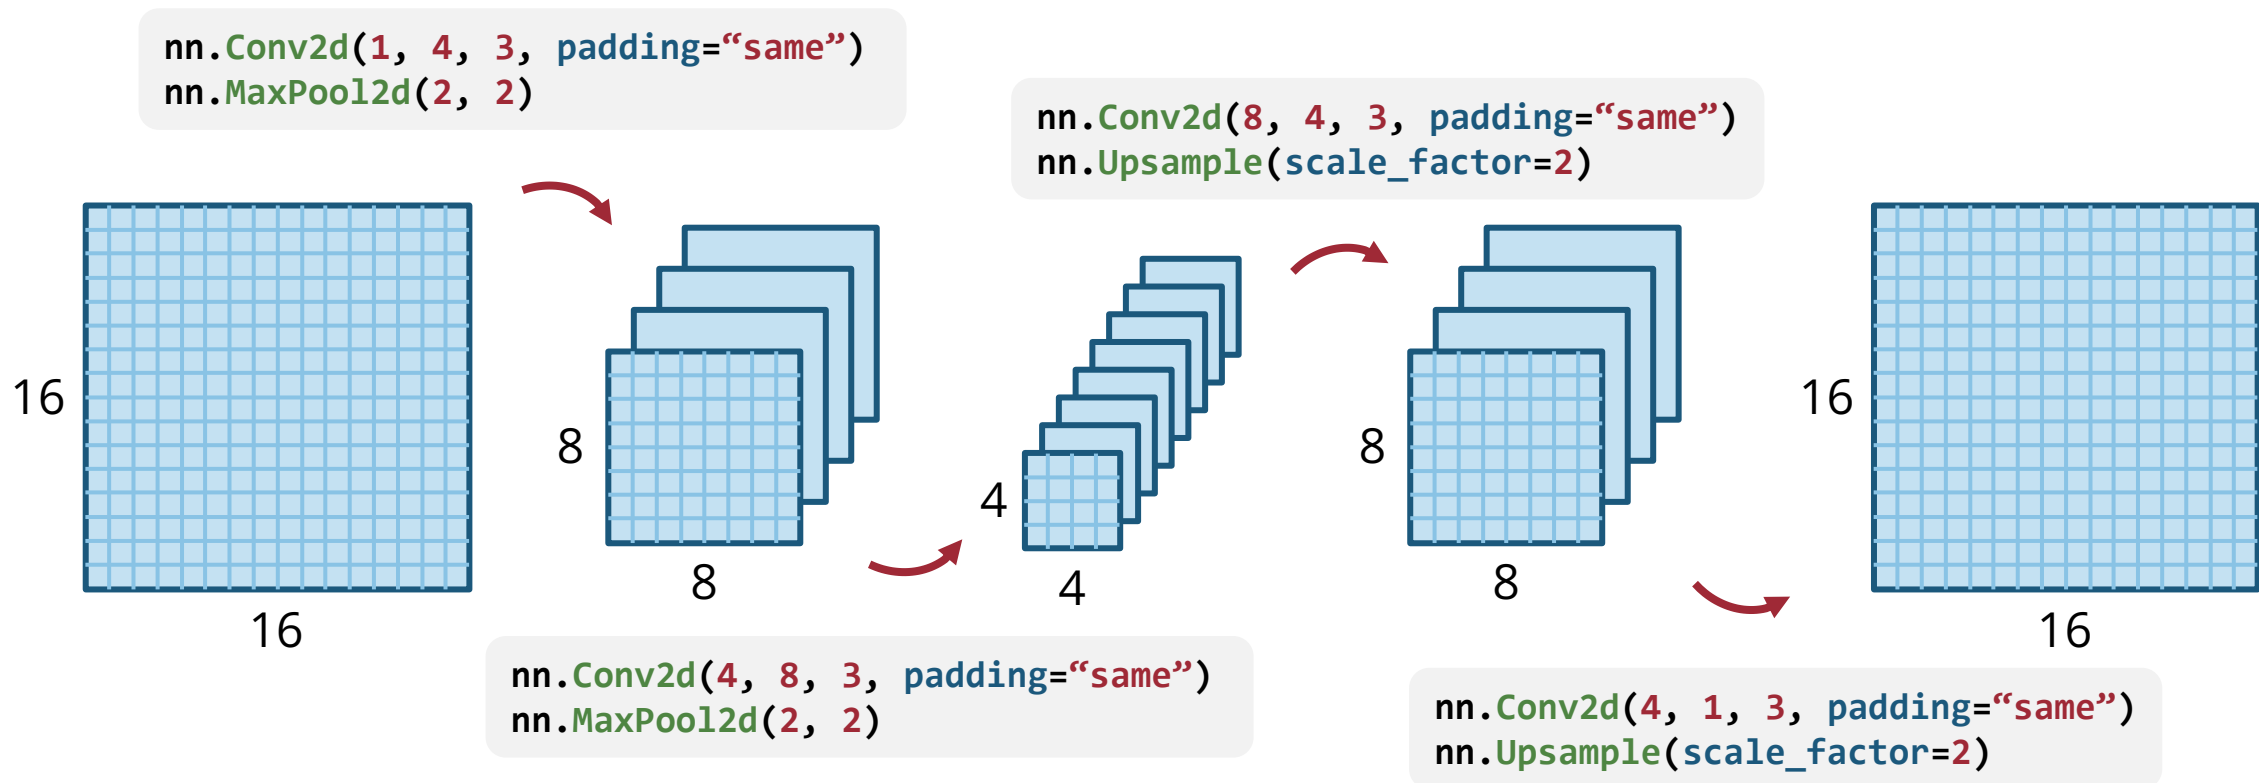 nn.Conv2d(1, 4, 3, padding=“same”)
nn.MaxPool2d(2, 2)
nn.Conv2d(8, 4, 3, padding=“same”)
nn.Upsample(scale_factor=2)
16
16
8
8
4
4
8
8
16
16
nn.Conv2d(4, 8, 3, padding=“same”)
nn.MaxPool2d(2, 2)
nn.Conv2d(4, 1, 3, padding=“same”)
nn.Upsample(scale_factor=2)